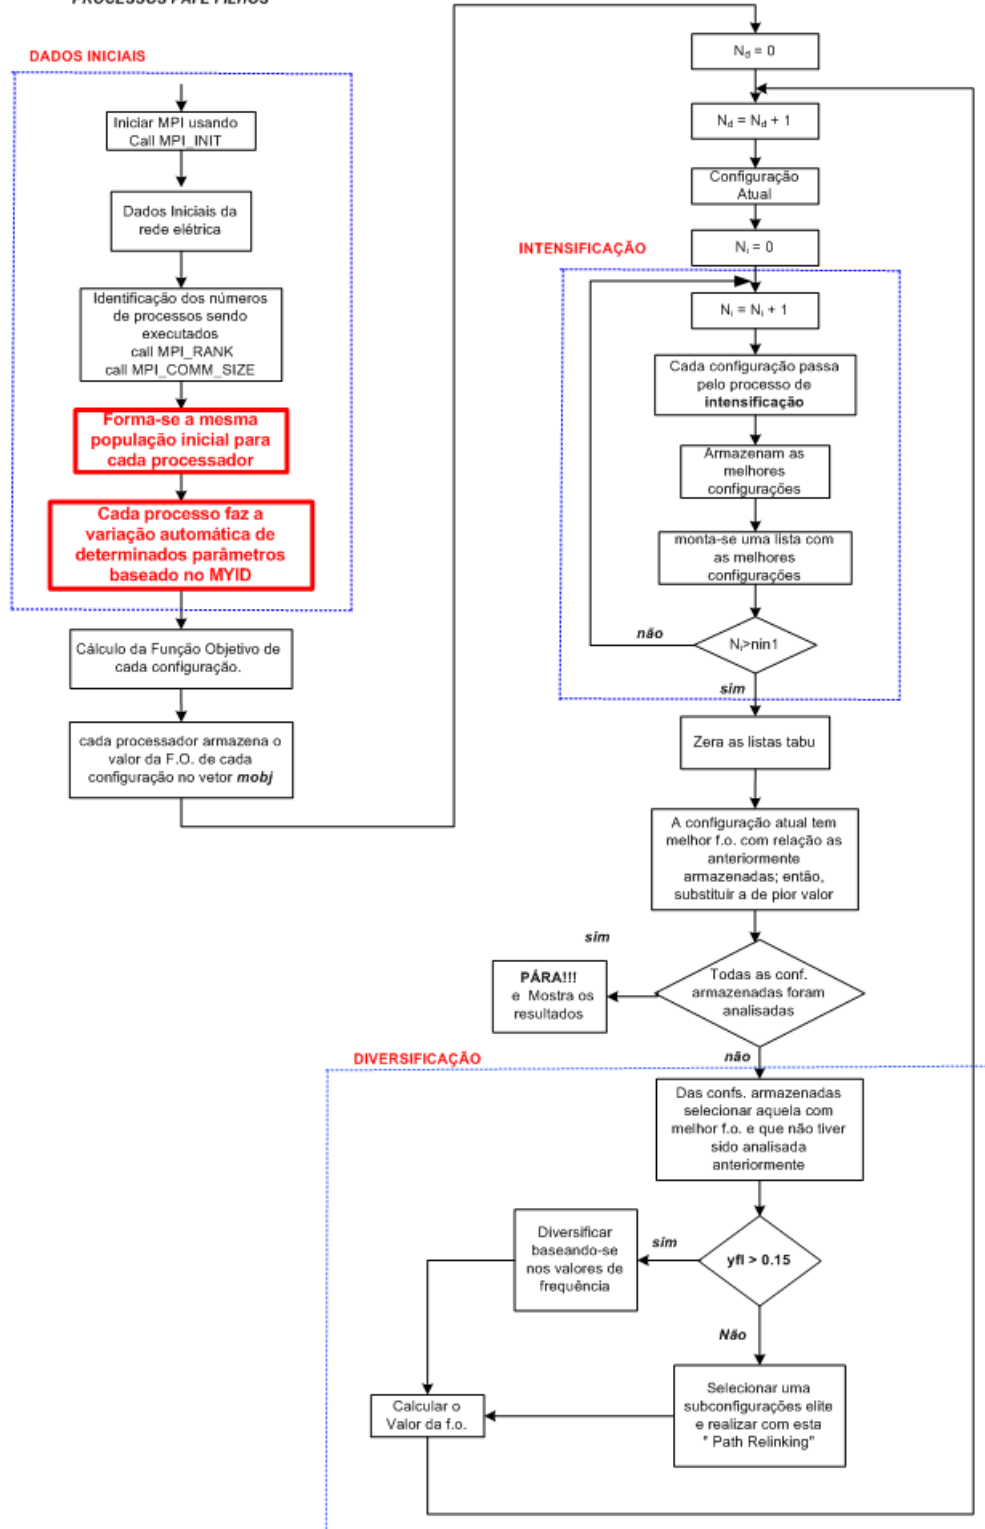 PROCESSOS PAI E FILHOS
DADOS INICIAIS
Iniciar MPI usando
Call MPI_INIT
Dados Iniciais da
rede elétrica
Identificação dos números
de processos sendo
executados
call MPI_RANK
call MPI_COMM_SIZE
Forma-se a mesma
população inicial para
cada processador
Cada processo faz a
variação automática de
determinados parâmetros
baseado no MYID
Cálculo da Função Objetivo de
cada configuração.
cada processador armazena o
valor da F.O. de cada
configuração no vetor mobj
Nd = 0
Nd = Nd + 1
Configuração
Atual
Ni = 0
INTENSIFICAÇÃO
Ni = Ni + 1
Cada configuração passa
pelo processo de
intensificação
Armazenam as
melhores
configurações
monta-se uma lista com
as melhores
configurações
não
Ni>nin1
sim
Zera as listas tabu
A configuração atual tem
melhor f.o. com relação as
anteriormente
armazenadas; então,
substituir a de pior valor
sim
Todas as conf.
armazenadas foram
analisadas
PÁRA!!!
e Mostra os
resultados
não
DIVERSIFICAÇÃO
Das confs. armazenadas
selecionar aquela com
melhor f.o. e que não tiver
sido analisada
anteriormente
yfl > 0.15
sim
Diversificar
baseando-se
nos valores de
frequência
Não
Selecionar uma
subconfigurações elite
e realizar com esta
" Path Relinking"
Calcular o
Valor da f.o.